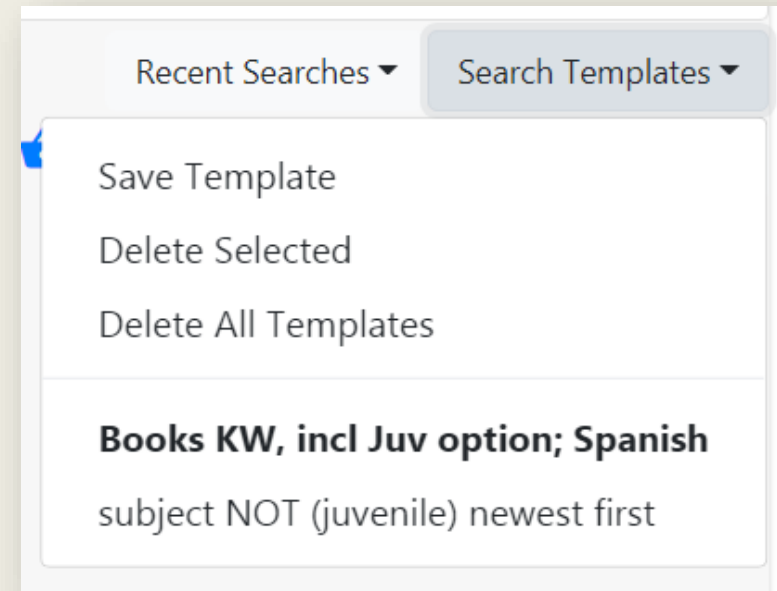 Recent Searches Search Templates
Save Template
Delete Selected
Delete All Templates
Books KW, incl Juv option; Spanish
subject NOT (juvenile) newest first